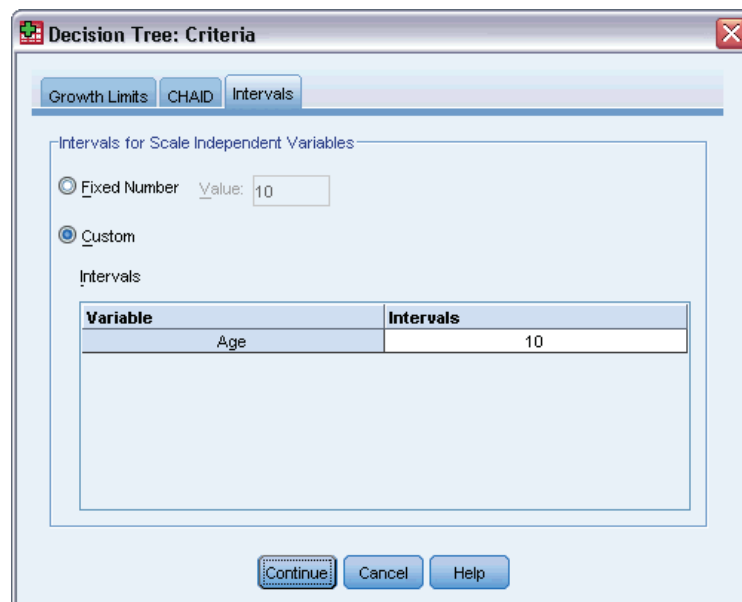 Decision Tree: Criteria
Growth Limits CHAID Intervals
Intervals for Scale Independent Variables
Fixed Number Value: 10
Custom
Intervals
Variable Intervals
Age 10
Continue Cancel Help